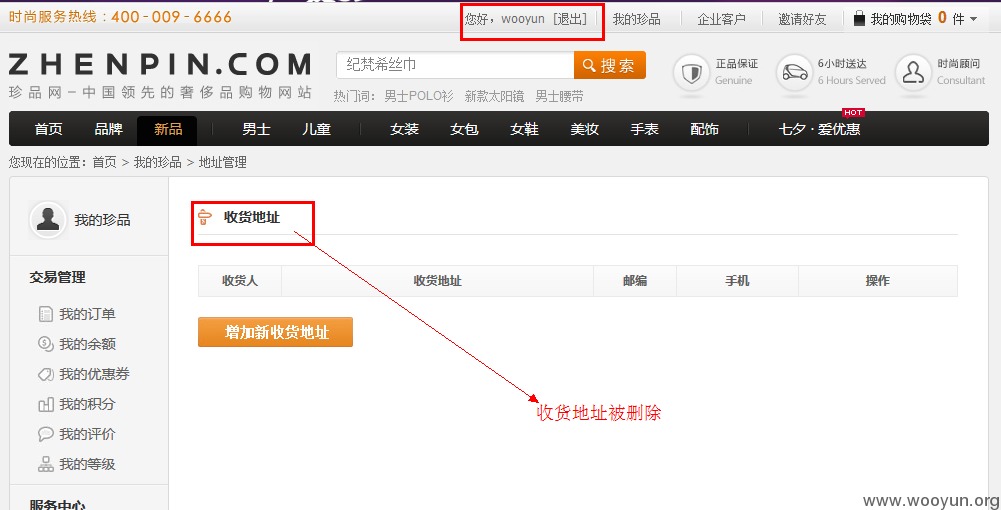 时尚服务热线：400-009-6666
您好，wooyun [退出] 我的珍品 企业客户 邀请好友 我的购物袋 0 件
ZHENPIN.COM
珍品网-中国领先的奢侈品购物网站
纪梵希丝巾 搜索
热门词: 男士POLO衫 新款太阳镜 男士腰带
正品保证
Genuine
6小时送达
6 Hours Served
时尚顾问
Consultant
首页 品牌 新品 男士 儿童 女装 女包 女鞋 美妆 手表 配饰 七夕·爱优惠 HOT
您现在的位置: 首页 > 我的珍品 > 地址管理
我的珍品
交易管理
我的订单
我的余额
我的优惠券
我的积分
我的评价
我的等级
服务中心
收货地址
收货人 收货地址 邮编 手机 操作
增加新收货地址
收货地址被删除
www.wooyun.org